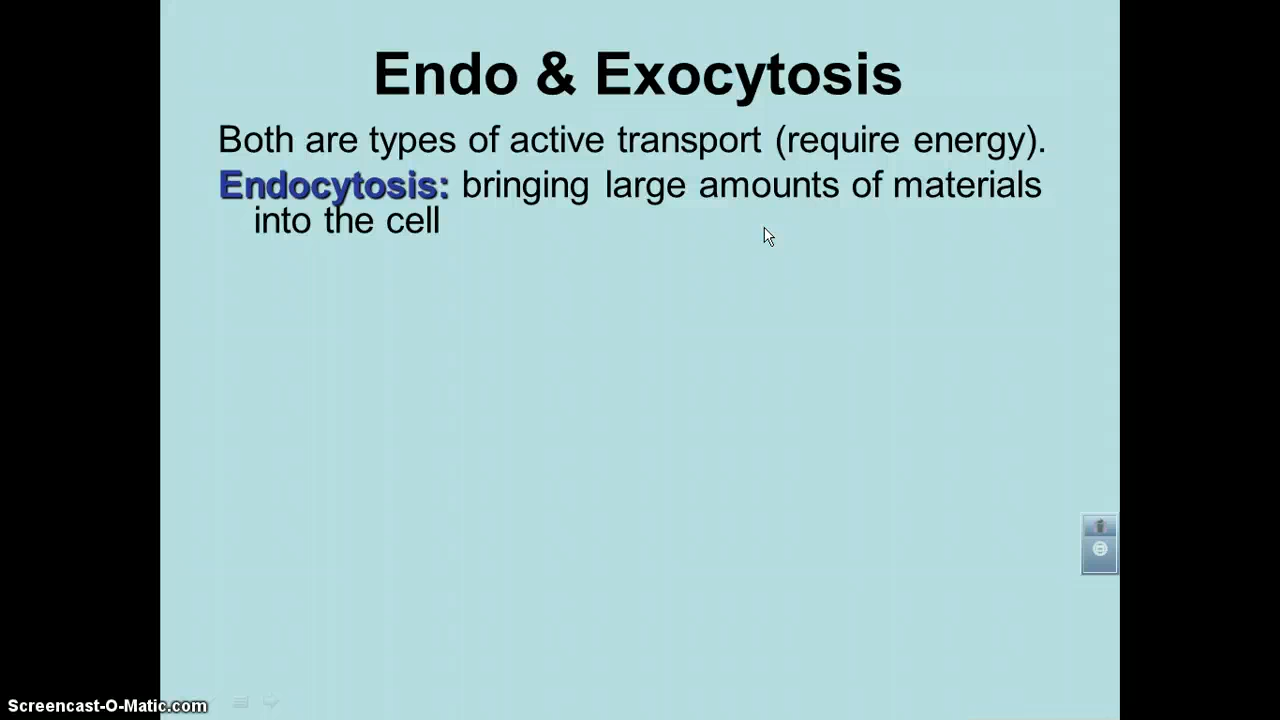 Endo & Exocytosis
Both are types of active transport (require energy).
Endocytosis: bringing large amounts of materials
into the cell
Screencast-O-Matic.com